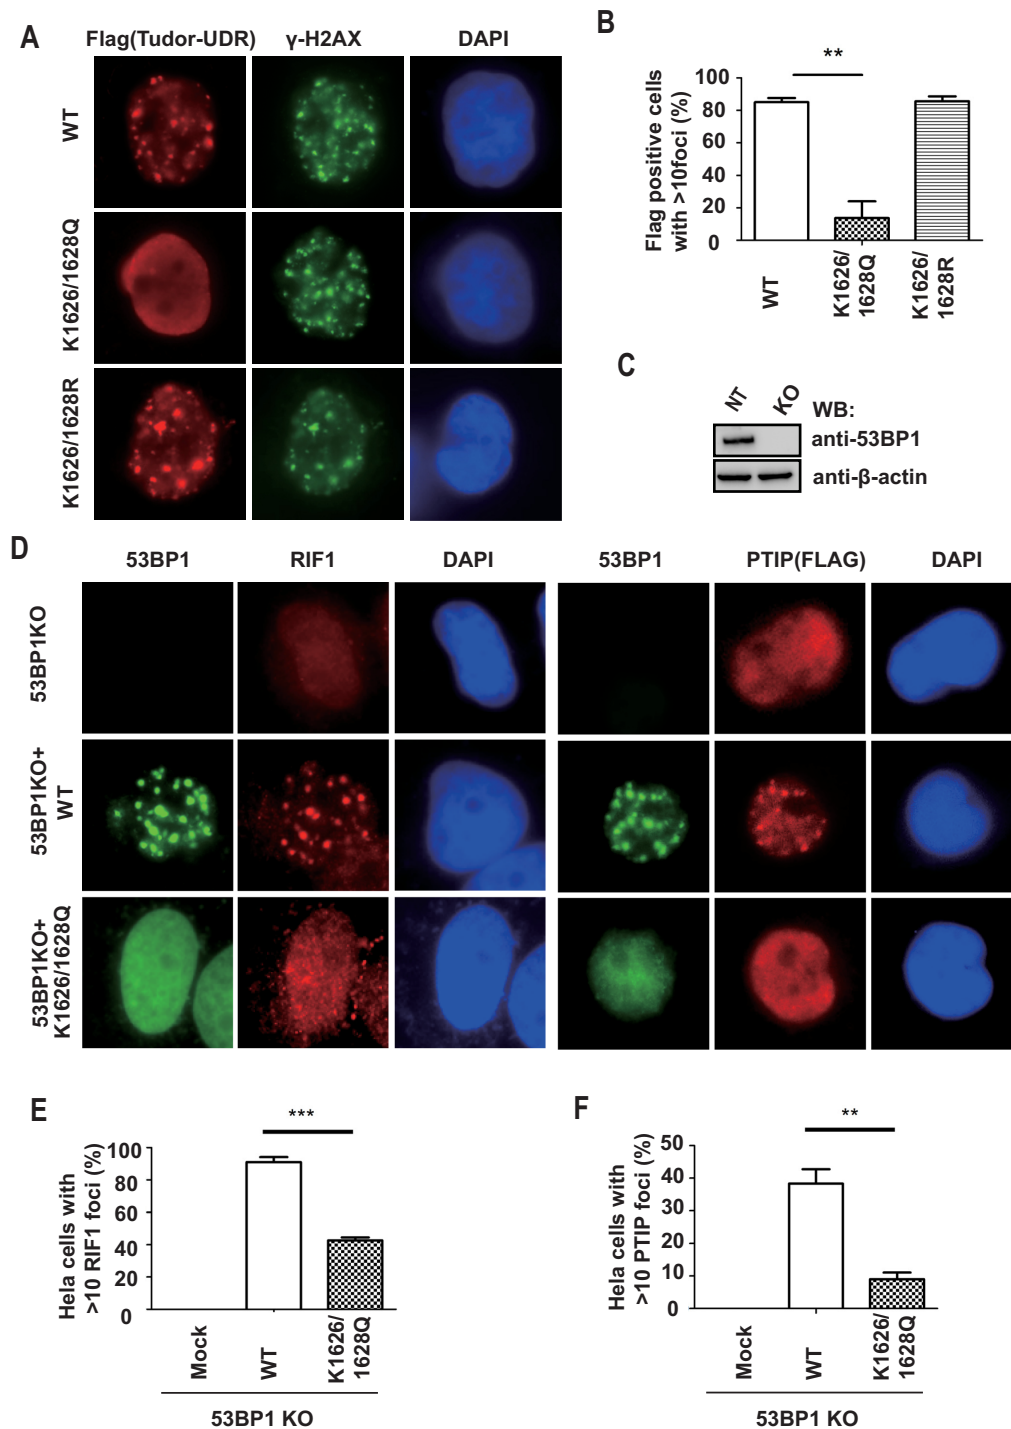 A
Flag(Tudor-UDR) γ-H2AX DAPI
WT
K1626/1628Q
K1626/1628R
B
**
Flag positive cells
with >10foci (%)
100
80
60
40
20
0
WT
K1626/
1628Q
K1626/
1628R
C
NT KO WB:
anti-53BP1
anti-β-actin
D
53BP1 RIF1 DAPI 53BP1 PTIP(FLAG) DAPI
53BP1KO
53BP1KO+
WT
53BP1KO+
K1626/1628Q
E
***
Hela cells with
>10 RIF1 foci (%)
100
80
60
40
20
0
Mock
WT
K1626/
1628Q
53BP1 KO
F
**
Hela cells with
>10 PTIP foci (%)
50
40
30
20
10
0
Mock
WT
K1626/
1628Q
53BP1 KO